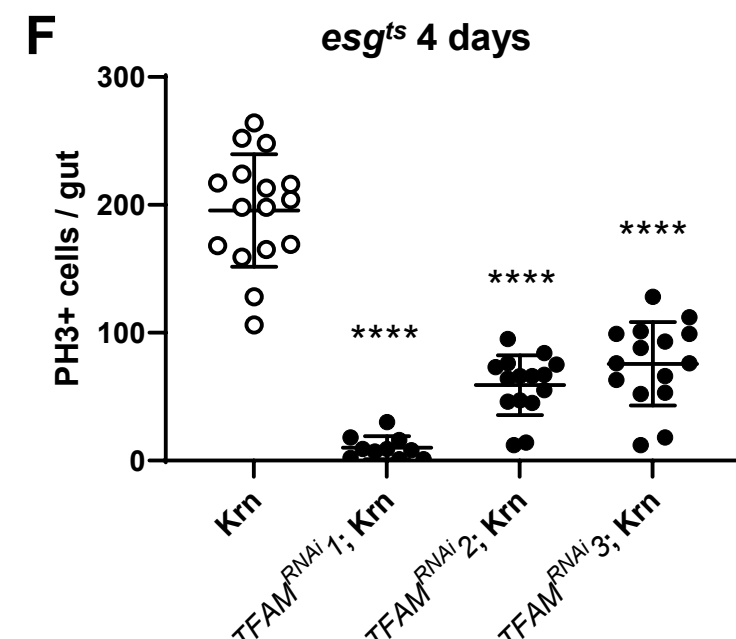 F
esgts 4 days
PH3+ cells / gut
300
200
100
0
****
****
****
Krn
TFAMRNAi 1; Krn
TFAMRNAi 2; Krn
TFAMRNAi 3; Krn